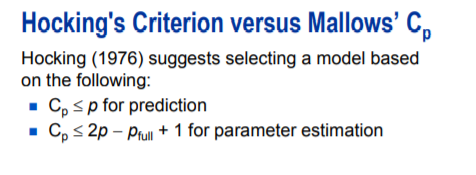 Hocking's Criterion versus Mallows' Cp
Hocking (1976) suggests selecting a model based
on the following:
▪ Cp ≤ p for prediction
▪ Cp ≤ 2p – pfull + 1 for parameter estimation